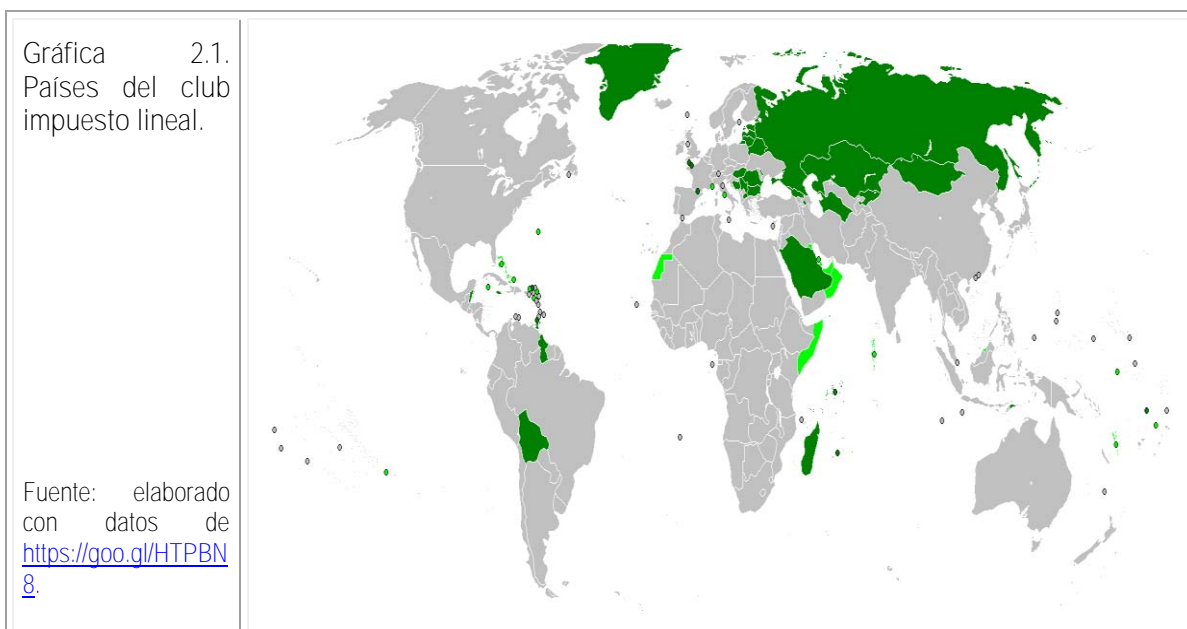 Gráfica 2.1.
Países del club
impuesto lineal.
Fuente: elaborado
con datos de
https://goo.gl/HTPBN
8.